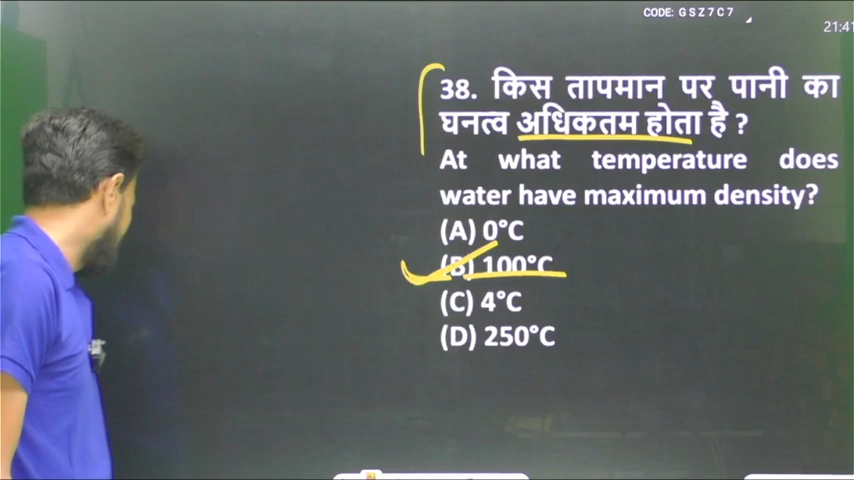 CODE: GSZ7C7
21:41
38. किस तापमान पर पानी का
घनत्व अधिकतम होता है ?
At what temperature does
water have maximum density?
(A) 0°C
(B) 100°C
(C) 4°C
(D) 250°C